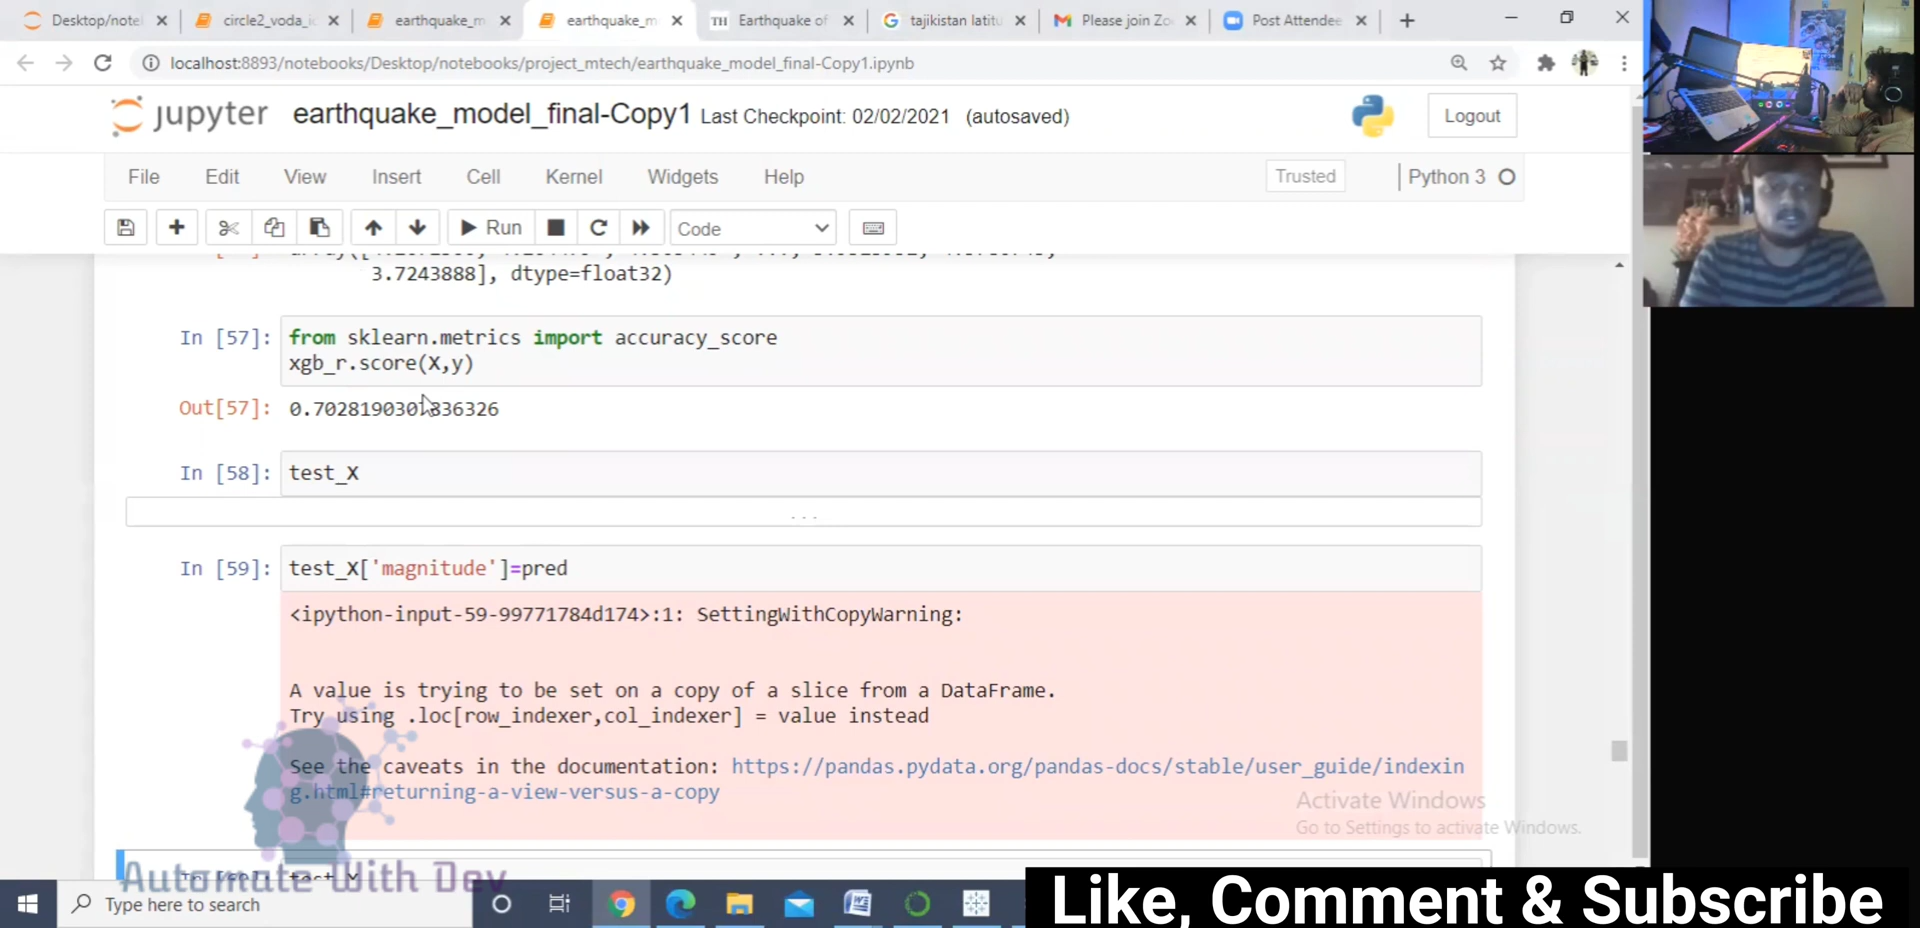 Desktop/note
circle2_voda_ic
earthquake_m
earthquake_m
TH Earthquake of
G tajikistan latitu
Please join Zo
Post Attendee
localhost:8893/notebooks/Desktop/notebooks/project_mtech/earthquake_model_final-Copy1.ipynb
jupyter earthquake_model_final-Copy1 Last Checkpoint: 02/02/2021 (autosaved)
Logout
File Edit View Insert Cell Kernel Widgets Help
Trusted
Python 3
Run
Code
3.7243888], dtype=float32)
In [57]: from sklearn.metrics import accuracy_score
xgb_r.score(X,y)
Out[57]: 0.7028190301836326
In [58]: test_X
...
In [59]: test_X['magnitude']=pred
<ipython-input-59-99771784d174>:1: SettingWithCopyWarning:
A value is trying to be set on a copy of a slice from a DataFrame.
Try using .loc[row_indexer,col_indexer] = value instead
See the caveats in the documentation: https://pandas.pydata.org/pandas-docs/stable/user_guide/indexin
g.html#returning-a-view-versus-a-copy
Activate Windows
Go to Settings to activate Windows.
Automate With Dev
Type here to search
Like, Comment & Subscribe